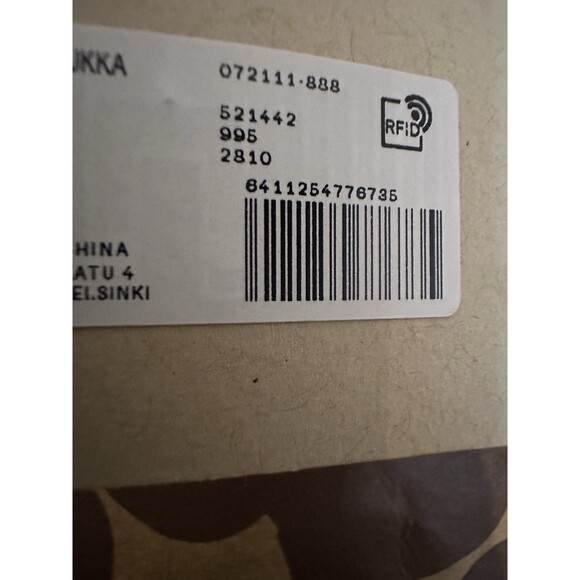 UKKA
072111-888
521442
995
2810
RFID
6411254776735
CHINA
ATU 4
ELSINKI